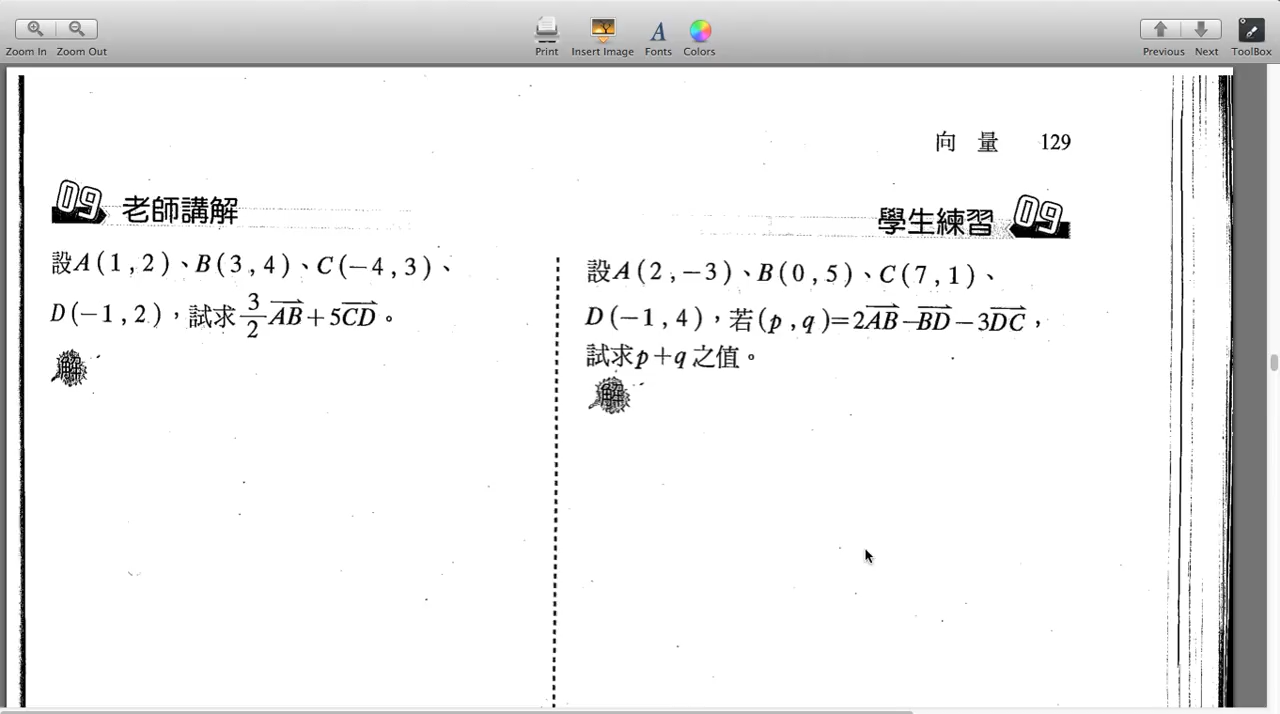 Zoom In Zoom Out Print Insert Image Fonts Colors Previous Next ToolBox
向 量 129
09 老師講解
設A(1,2)、B(3,4)、C(−4,3)、
D(−1,2),試求 3/2 AB⃗+5CD⃗。
解
學生練習 09
設A(2,−3)、B(0,5)、C(7,1)、
D(−1,4),若(p,q)=2AB⃗−BD⃗−3DC⃗,
試求p+q之值。
解